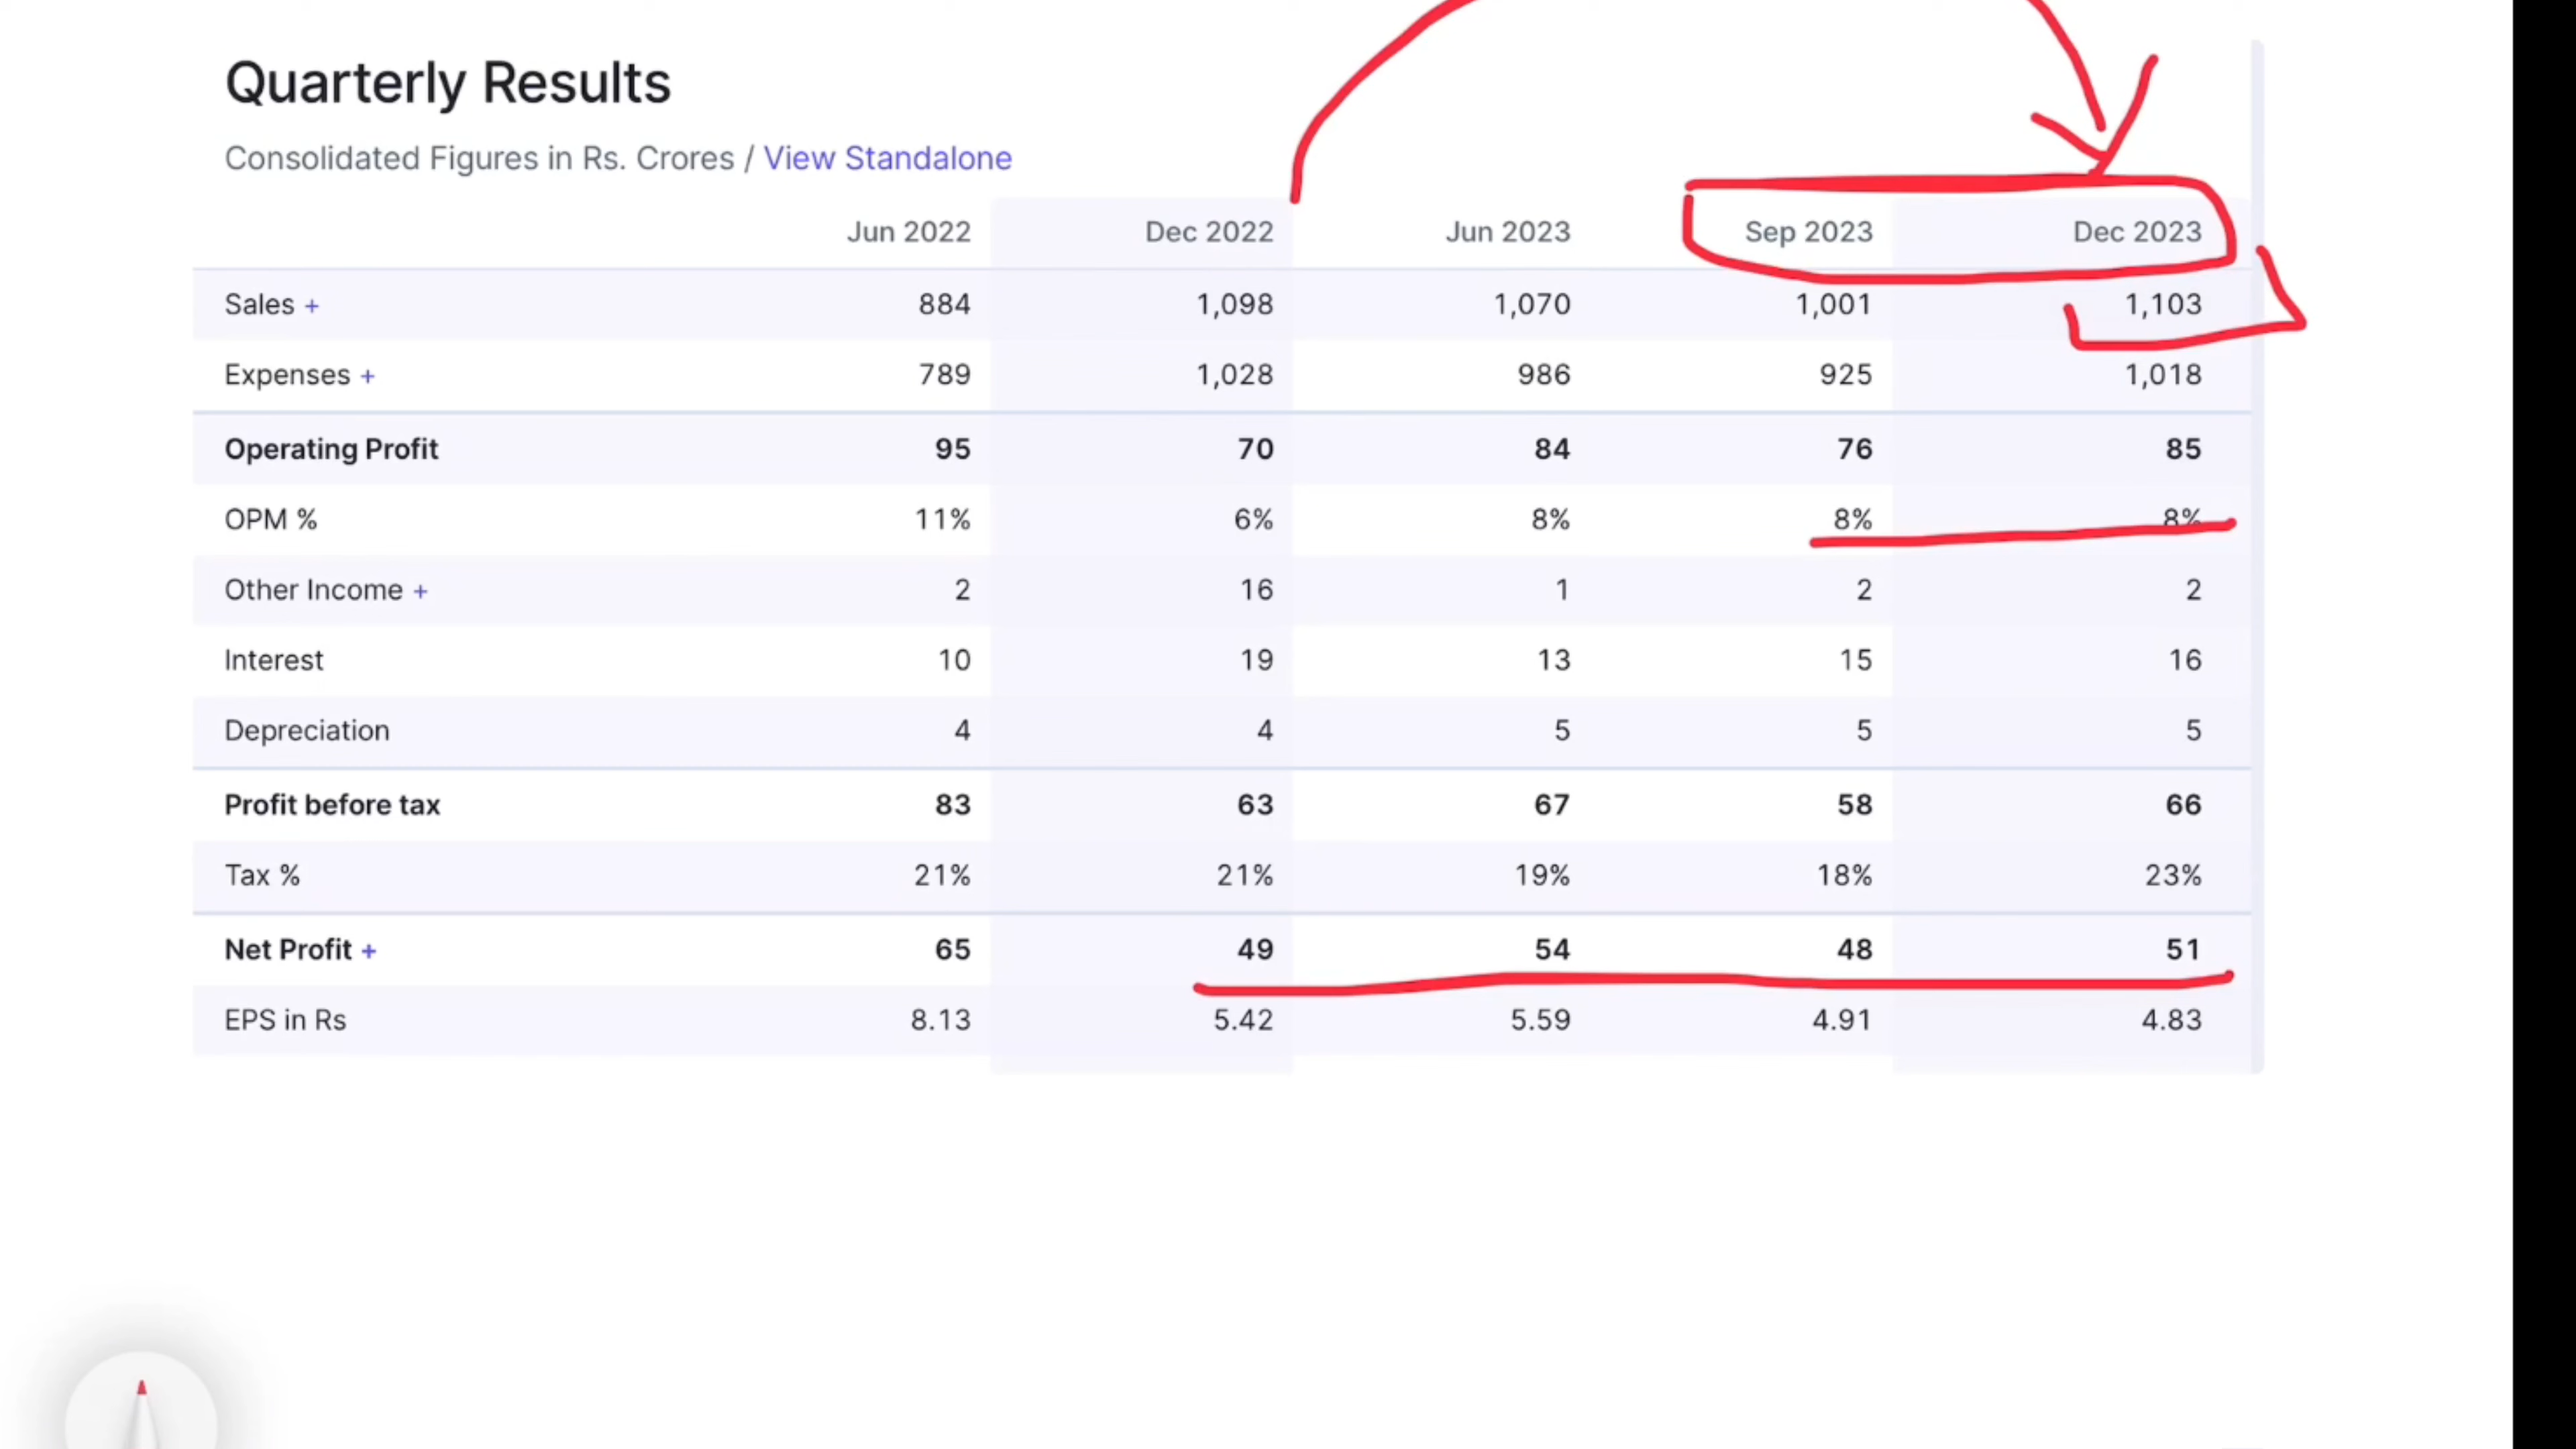 Quarterly Results
Consolidated Figures in Rs. Crores / View Standalone
Jun 2022 Dec 2022 Jun 2023 Sep 2023 Dec 2023
Sales + 884 1,098 1,070 1,001 1,103
Expenses + 789 1,028 986 925 1,018
Operating Profit 95 70 84 76 85
OPM % 11% 6% 8% 8% 8%
Other Income + 2 16 1 2 2
Interest 10 19 13 15 16
Depreciation 4 4 5 5 5
Profit before tax 83 63 67 58 66
Tax % 21% 21% 19% 18% 23%
Net Profit + 65 49 54 48 51
EPS in Rs 8.13 5.42 5.59 4.91 4.83